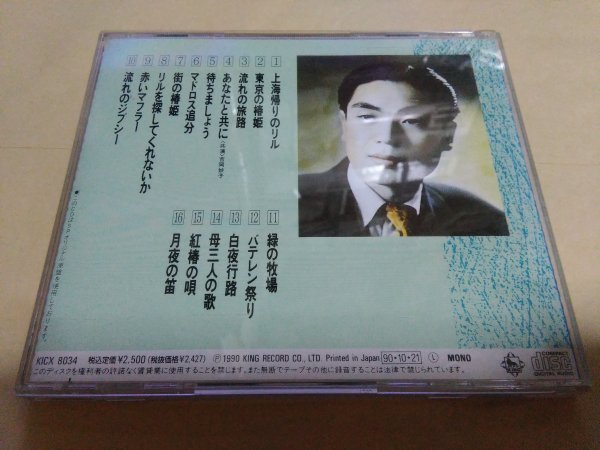 1 上海帰りのリル
2 東京の椿姫
3 流れの旅路
4 あなたと共に
5 待ちましょう
6 マドロス追分
7 街の椿姫
8 リルを探してくれないか
9 赤いマフラー
10 流れのジプシー
11 緑の牧場
12 バテレン祭り
13 白夜行路
14 母三人の歌
15 紅椿の唄
16 月夜の笛
KICX 8034 税込定価¥2,500 (税抜価格¥2,427) Ⓟ1990 KING RECORD CO., LTD. Printed in Japan 90・10・21 Ⓛ MONO
このディスクを権利者の許諾なく賃貸業に使用することを禁じます。また無断でテープその他に録音することは法律で禁じられています。
COMPACT
disc
DIGITAL AUDIO